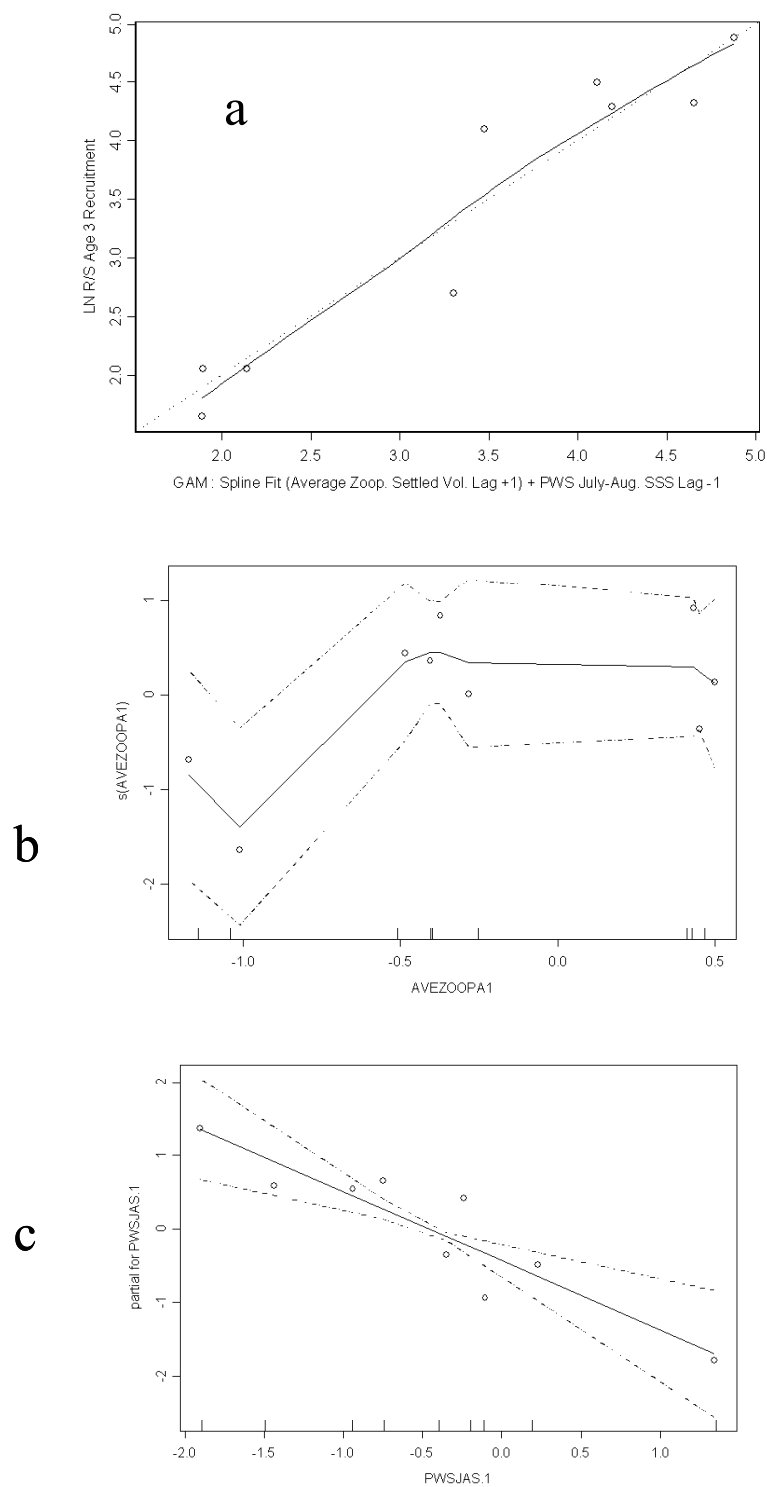 a
LN R/S Age 3 Recruitment
5.0
4.5
4.0
3.5
3.0
2.5
2.0
2.0 2.5 3.0 3.5 4.0 4.5 5.0
GAM : Spline Fit (Average Zoop. Settled Vol. Lag +1) + PWS July-Aug. SSS Lag -1
b
s(AVEZOOPA1)
1
0
-1
-2
-1.0 -0.5 0.0 0.5
AVEZOOPA1
c
partial for PWSJAS.1
2
1
0
-1
-2
-2.0 -1.5 -1.0 -0.5 0.0 0.5 1.0
PWSJAS.1